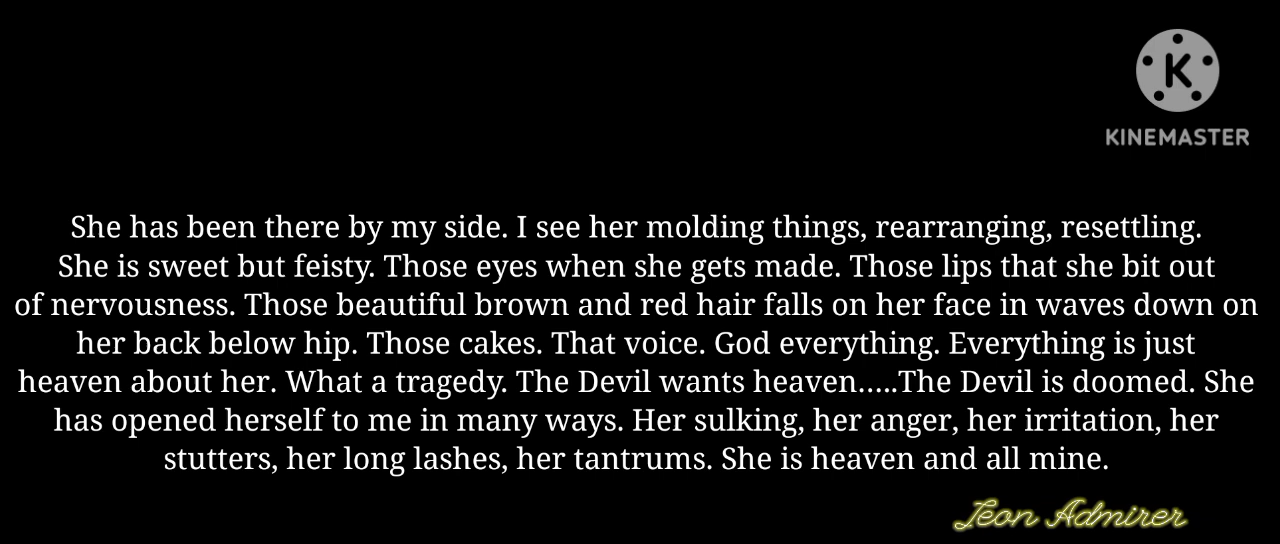 K
KINEMASTER
She has been there by my side. I see her molding things, rearranging, resettling.
She is sweet but feisty. Those eyes when she gets made. Those lips that she bit out
of nervousness. Those beautiful brown and red hair falls on her face in waves down on
her back below hip. Those cakes. That voice. God everything. Everything is just
heaven about her. What a tragedy. The Devil wants heaven.....The Devil is doomed. She
has opened herself to me in many ways. Her sulking, her anger, her irritation, her
stutters, her long lashes, her tantrums. She is heaven and all mine.
Leon Admirer